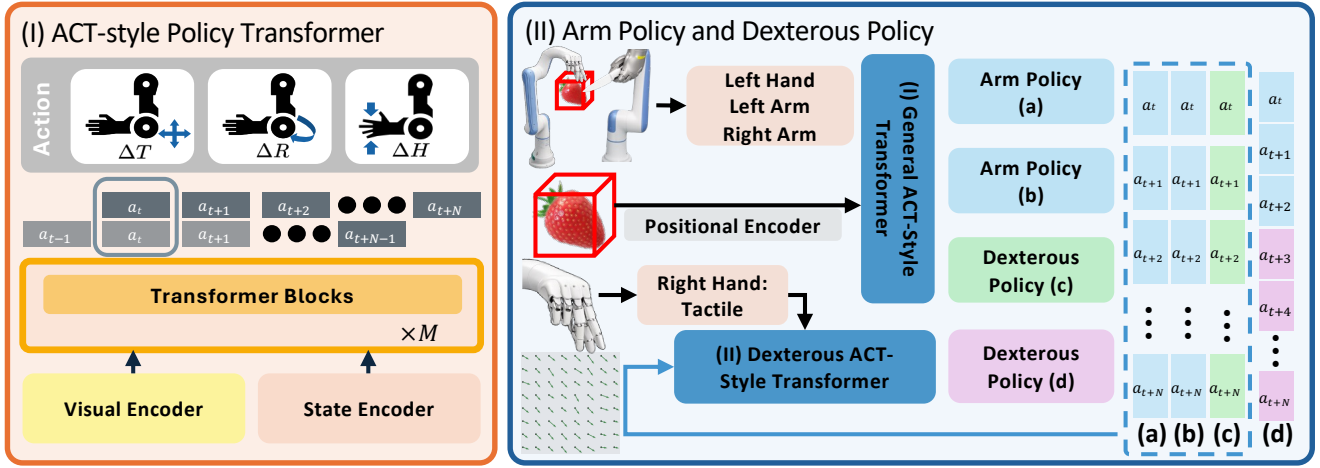 (I) ACT-style Policy Transformer
Action
ΔT
ΔR
ΔH
a_t
a_{t+1}
a_{t+2}
a_{t+N}
a_{t-1}
a_t
a_{t+1}
a_{t+N-1}
Transformer Blocks
×M
Visual Encoder
State Encoder
(II) Arm Policy and Dexterous Policy
Left Hand
Left Arm
Right Arm
Positional Encoder
Right Hand:
Tactile
(I) General ACT-Style
Transformer
(II) Dexterous ACT-
Style Transformer
Arm Policy
(a)
Arm Policy
(b)
Dexterous
Policy (c)
Dexterous
Policy (d)
a_t a_t a_t
a_{t+1} a_{t+1} a_{t+1}
a_{t+2} a_{t+2} a_{t+2}
a_{t+N} a_{t+N} a_{t+N}
a_t
a_{t+1}
a_{t+2}
a_{t+3}
a_{t+4}
a_{t+N}
(a) (b) (c) (d)